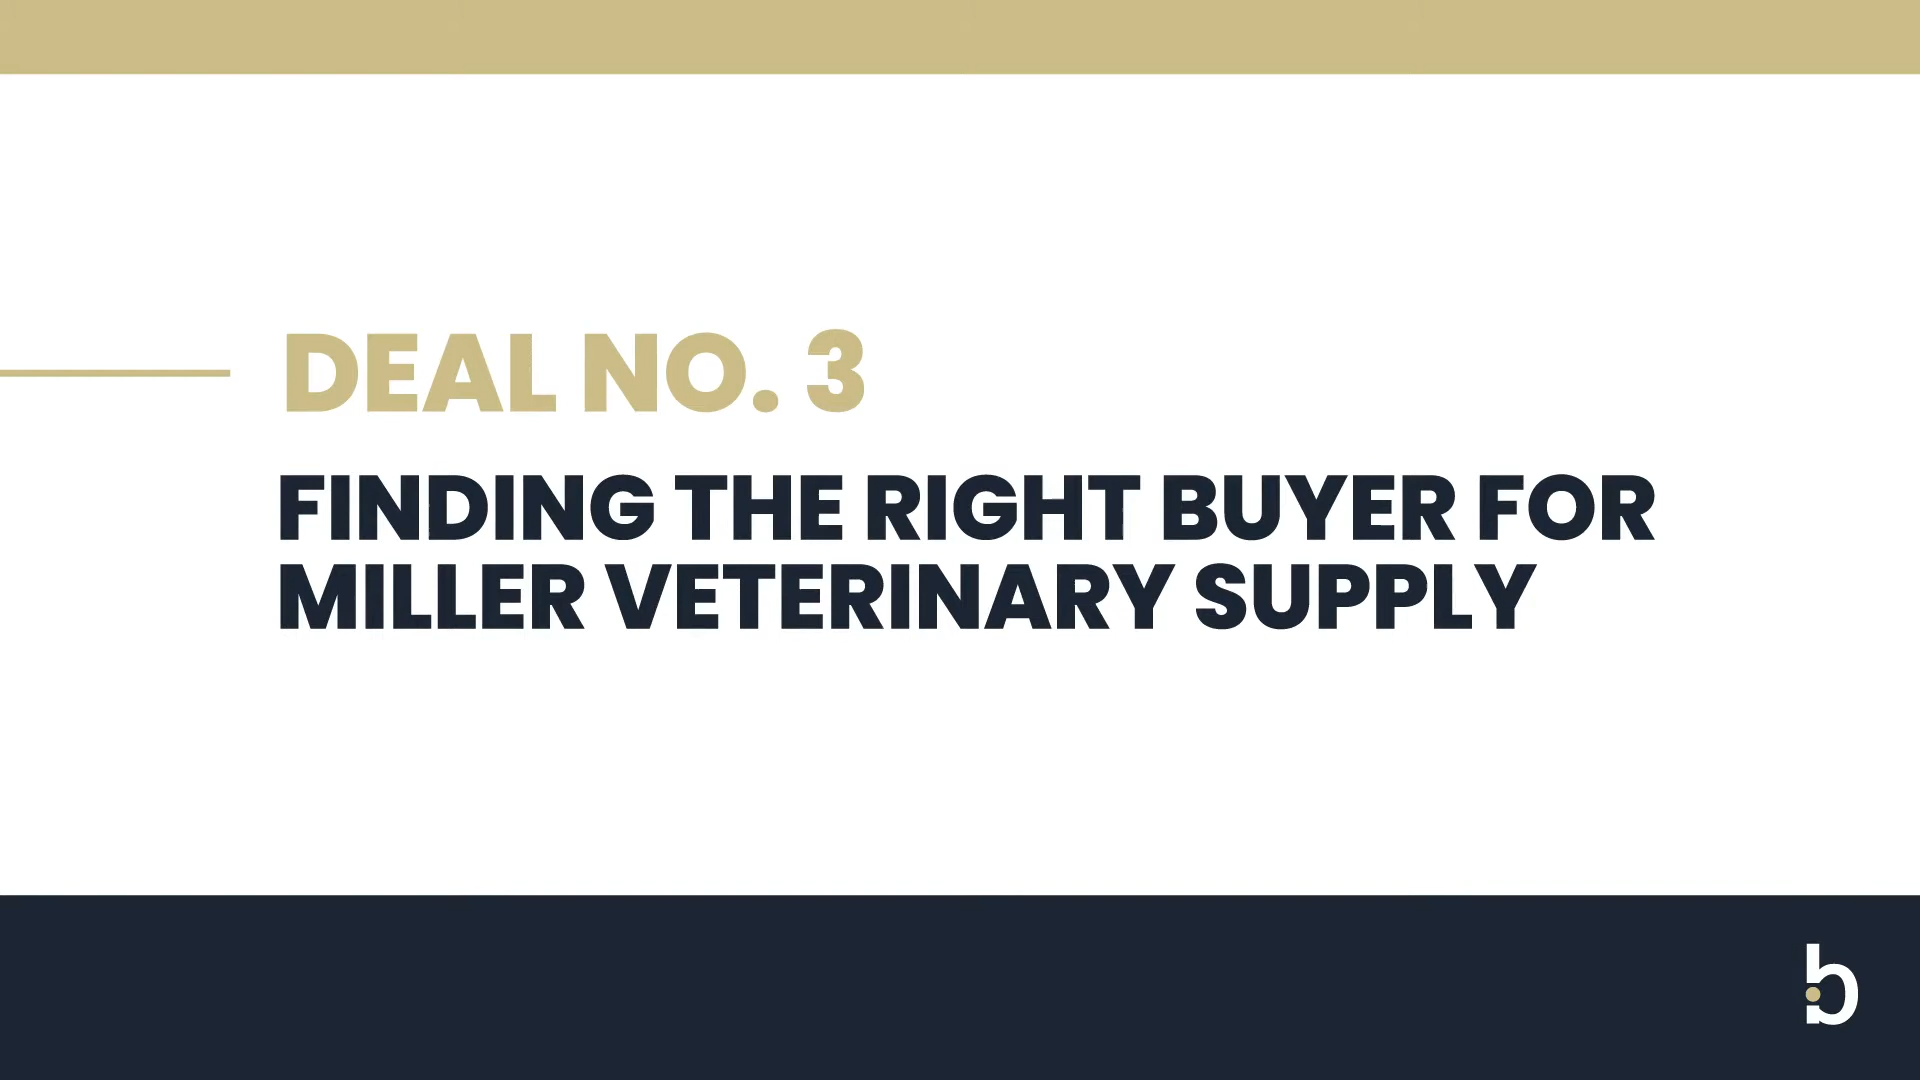 DEAL NO. 3
FINDING THE RIGHT BUYER FOR
MILLER VETERINARY SUPPLY
b